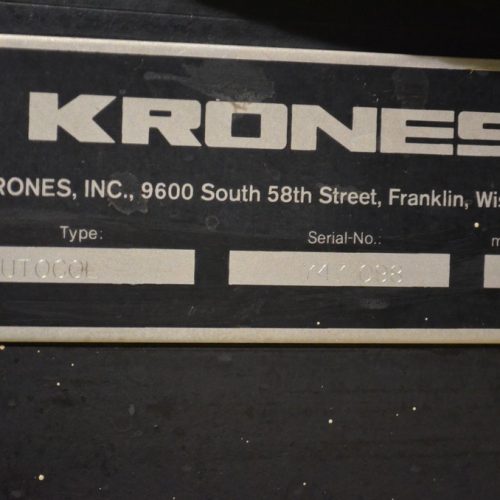 KRONES
RONES, INC., 9600 South 58th Street, Franklin, Wis
Type:
Serial-No.:
m
UTOCOL